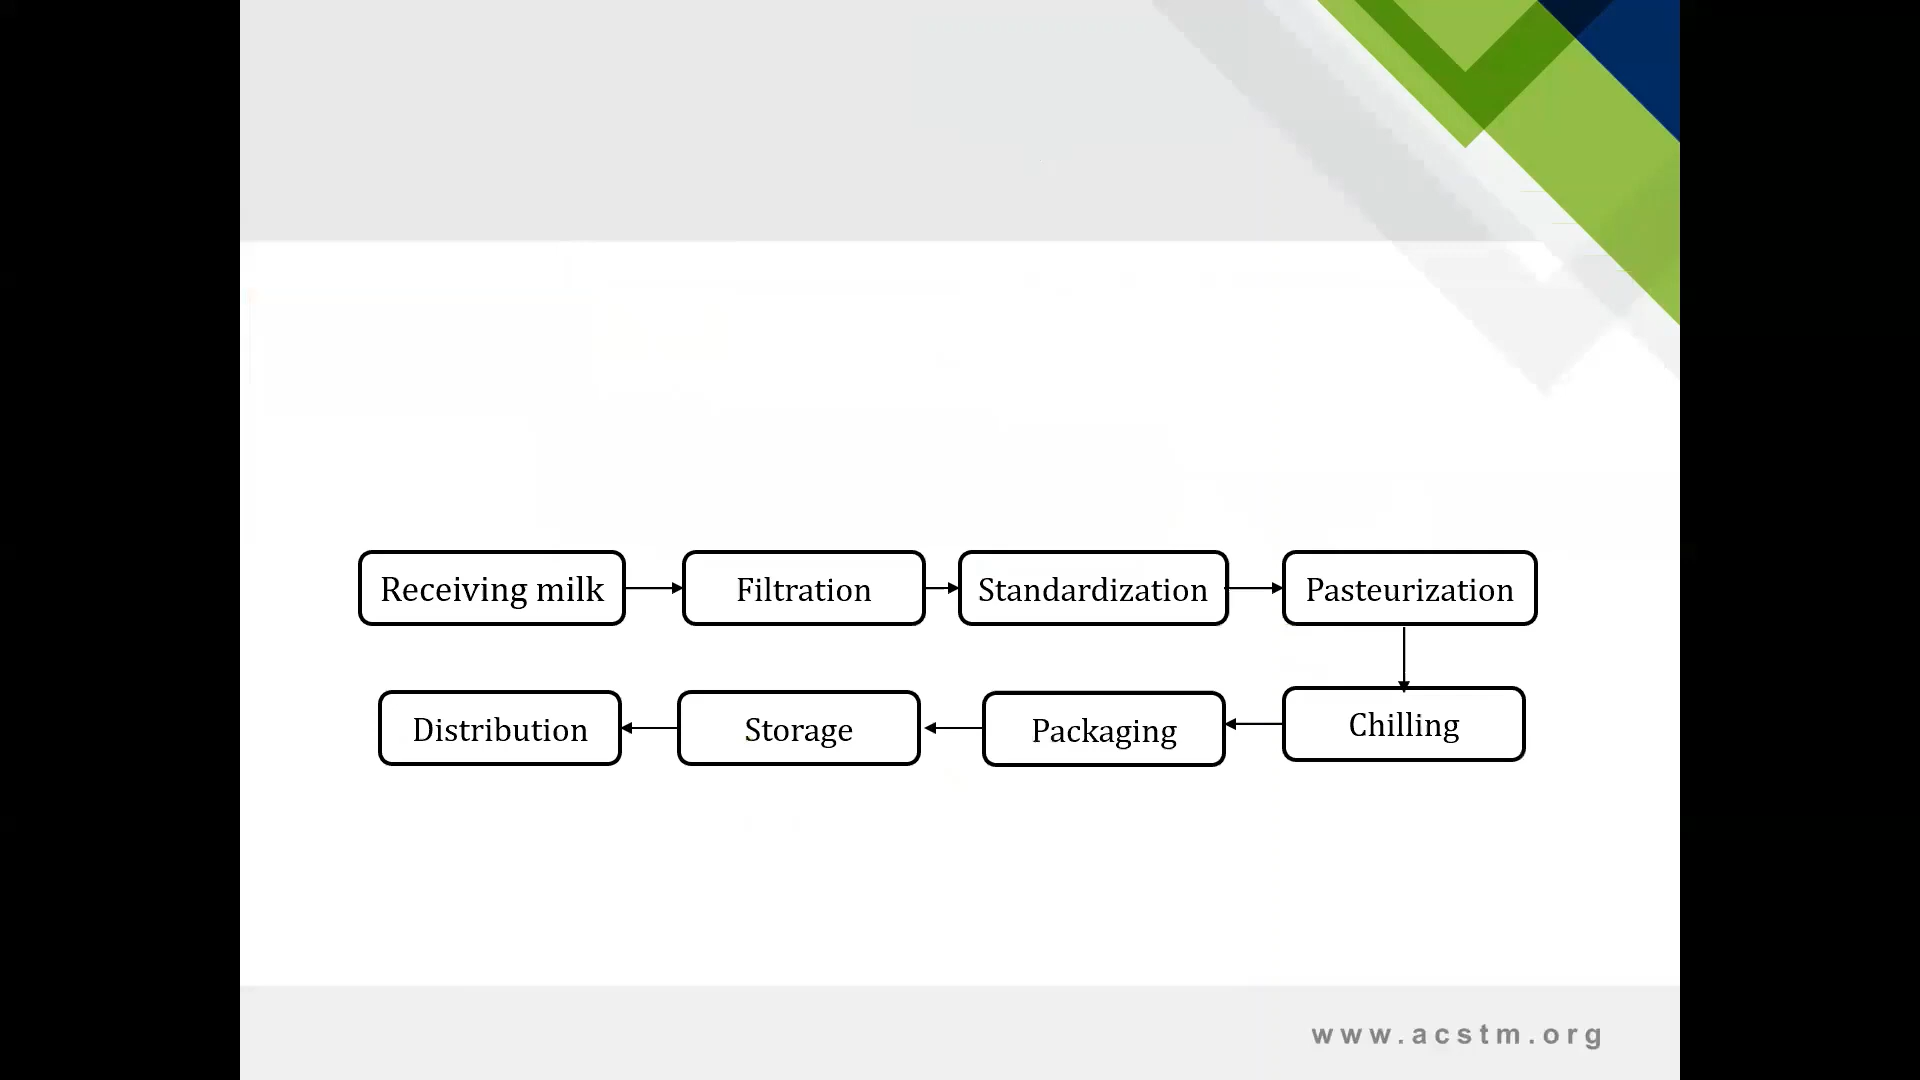 Receiving milk
Filtration
Standardization
Pasteurization
Chilling
Packaging
Storage
Distribution
www.acstm.org